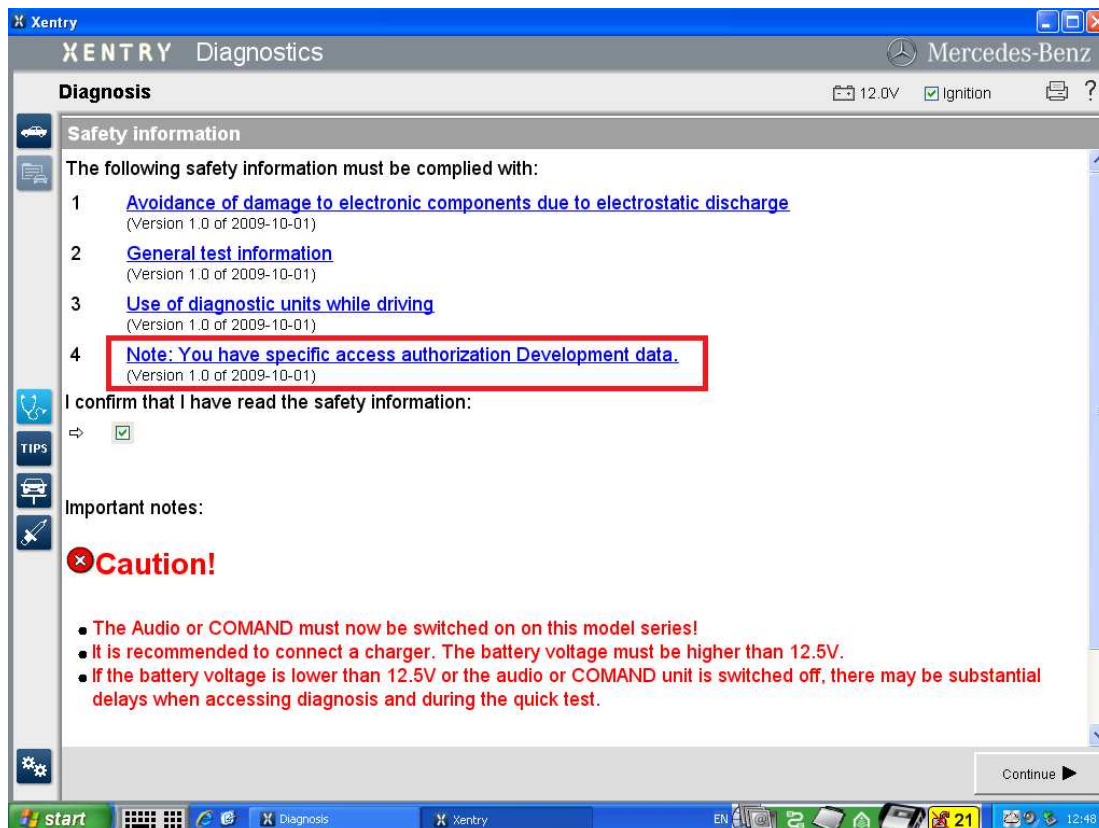 Xentry
XENTRY Diagnostics Mercedes-Benz
Diagnosis 12.0V Ignition ?
Safety information
The following safety information must be complied with:
1 Avoidance of damage to electronic components due to electrostatic discharge
(Version 1.0 of 2009-10-01)
2 General test information
(Version 1.0 of 2009-10-01)
3 Use of diagnostic units while driving
(Version 1.0 of 2009-10-01)
4 Note: You have specific access authorization Development data.
(Version 1.0 of 2009-10-01)
I confirm that I have read the safety information:
TIPS
Important notes:
Caution!
The Audio or COMAND must now be switched on on this model series!
It is recommended to connect a charger. The battery voltage must be higher than 12.5V.
If the battery voltage is lower than 12.5V or the audio or COMAND unit is switched off, there may be substantial
delays when accessing diagnosis and during the quick test.
Continue
start Diagnosis Xentry EN 21 12:48